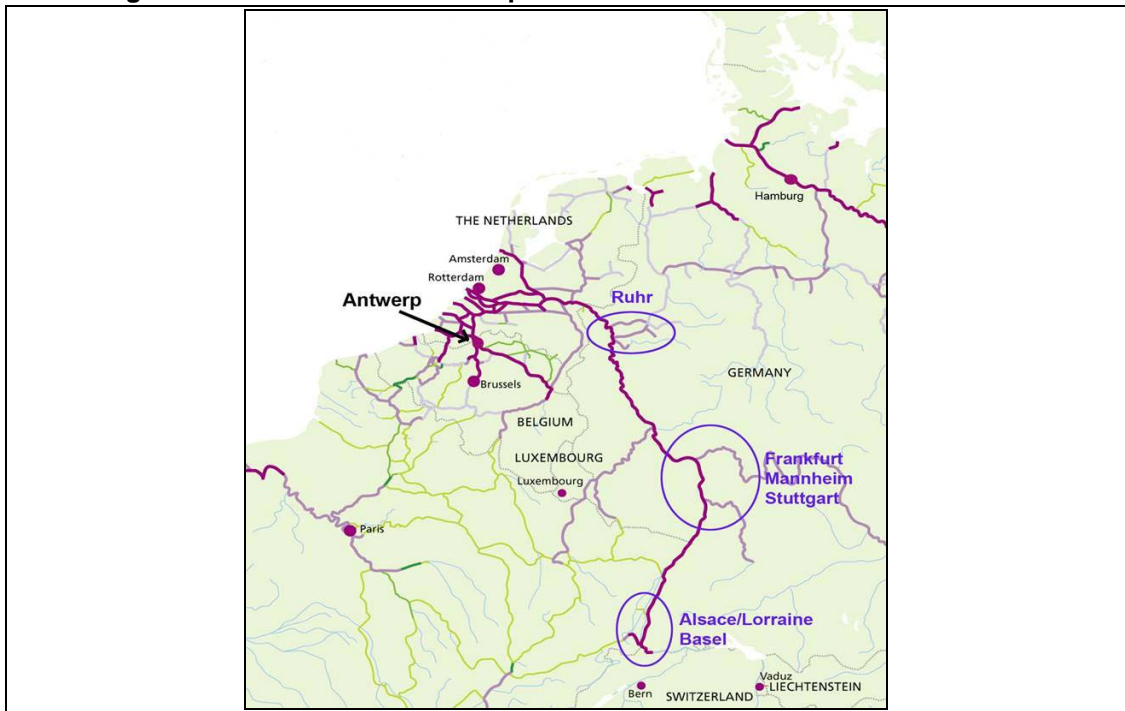 Hamburg
THE NETHERLANDS
Amsterdam
Rotterdam
Antwerp
Ruhr
GERMANY
Brussels
BELGIUM
LUXEMBOURG
Luxembourg
Frankfurt
Mannheim
Stuttgart
Paris
Alsace/Lorraine
Basel
Vaduz
LIECHTENSTEIN
Bern
SWITZERLAND